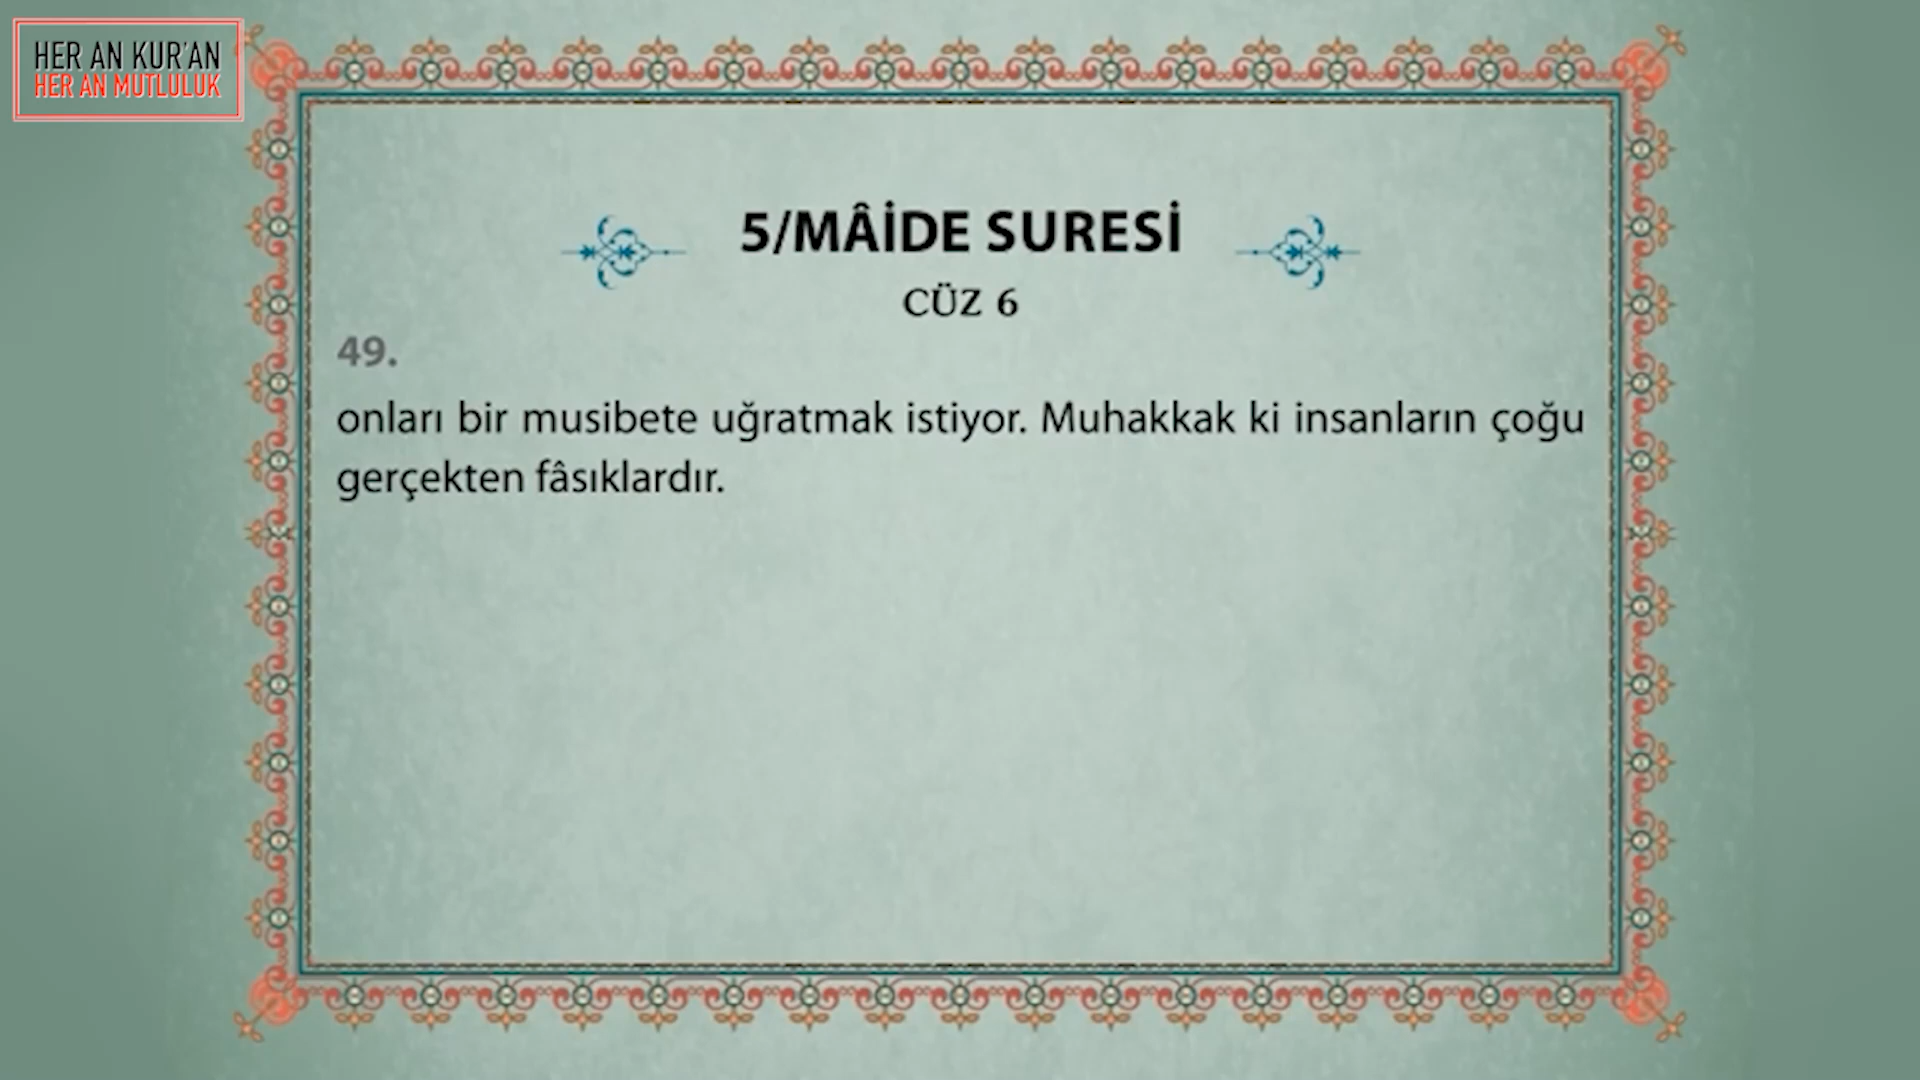 HER AN KUR'AN
HER AN MUTLULUK
5/MÂİDE SURESİ
CÜZ 6
49.
onları bir musibete uğratmak istiyor. Muhakkak ki insanların çoğu
gerçekten fâsıklardır.